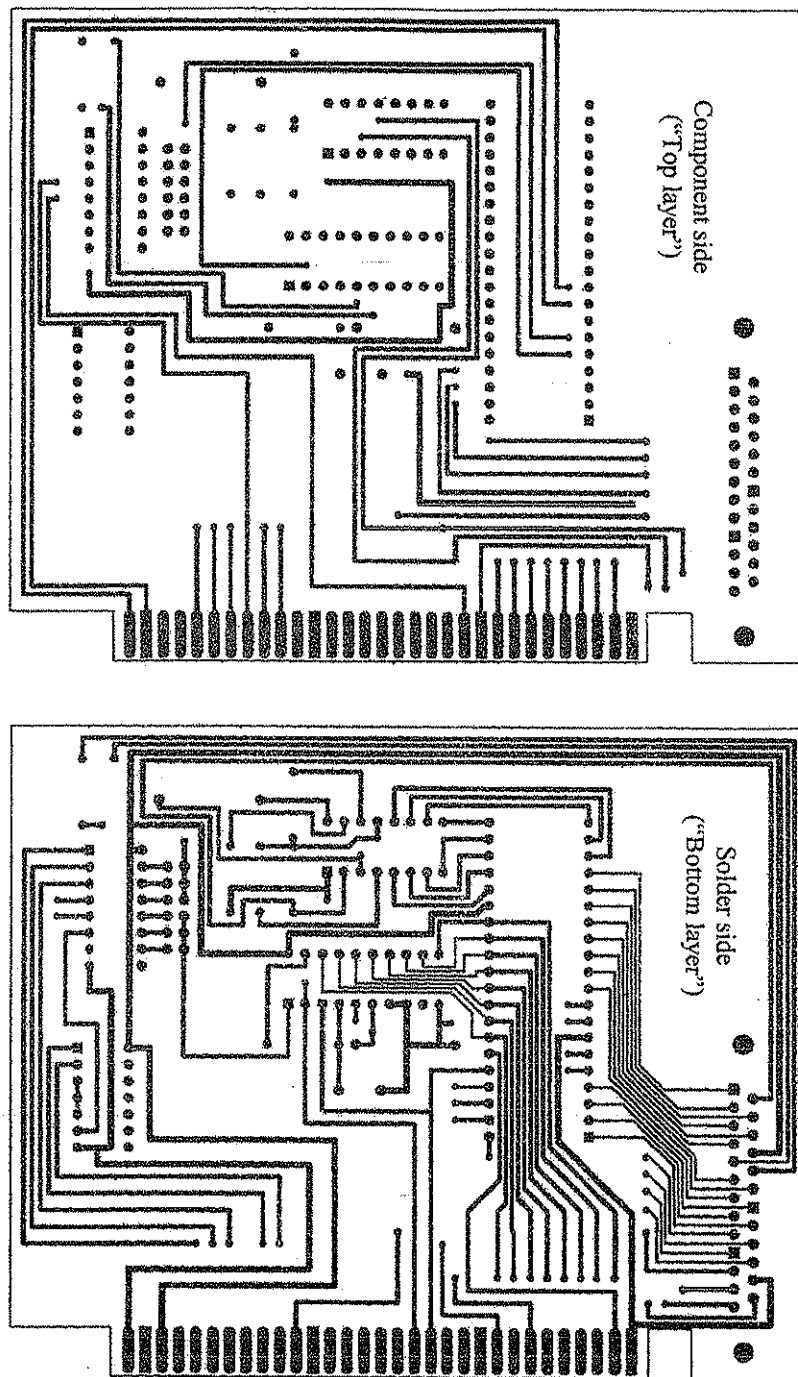 Component side
("Top layer")
Solder side
("Bottom layer")